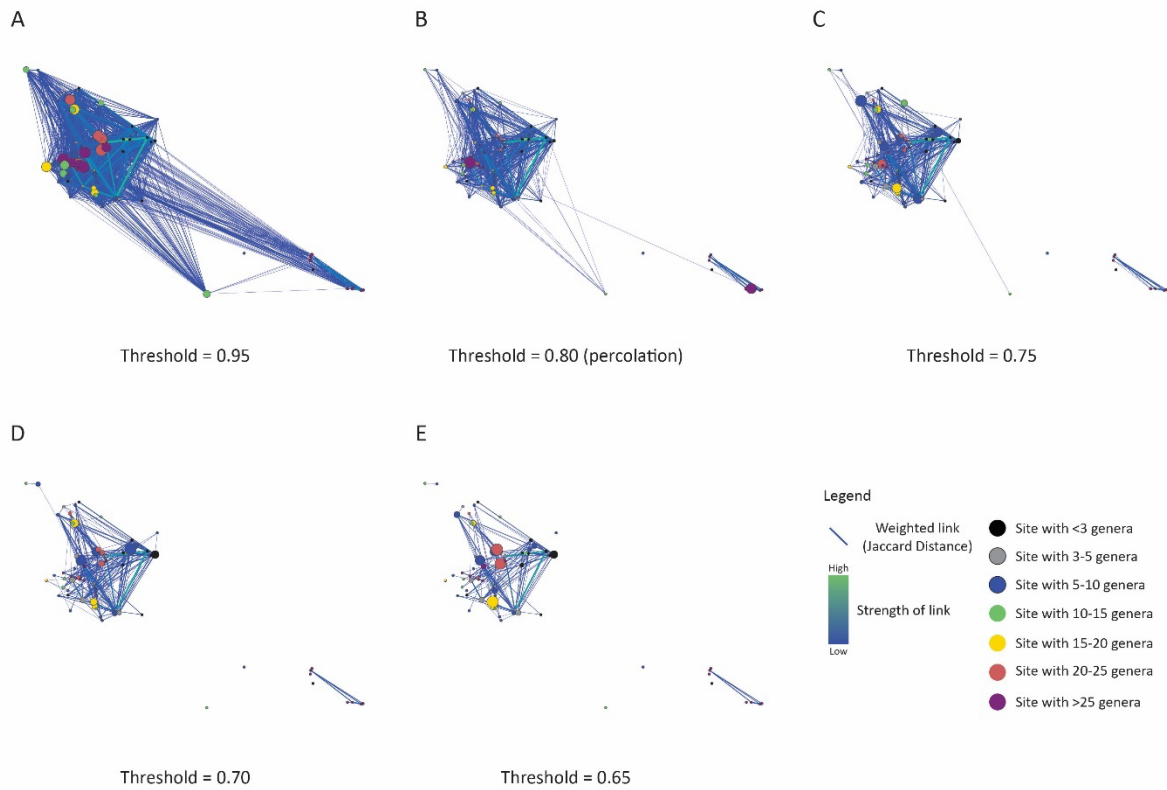 A
B
C
Threshold = 0.95
Threshold = 0.80 (percolation)
Threshold = 0.75
D
E
Legend
Weighted link
(Jaccard Distance)
High
Strength of link
Low
Site with <3 genera
Site with 3-5 genera
Site with 5-10 genera
Site with 10-15 genera
Site with 15-20 genera
Site with 20-25 genera
Site with >25 genera
Threshold = 0.70
Threshold = 0.65